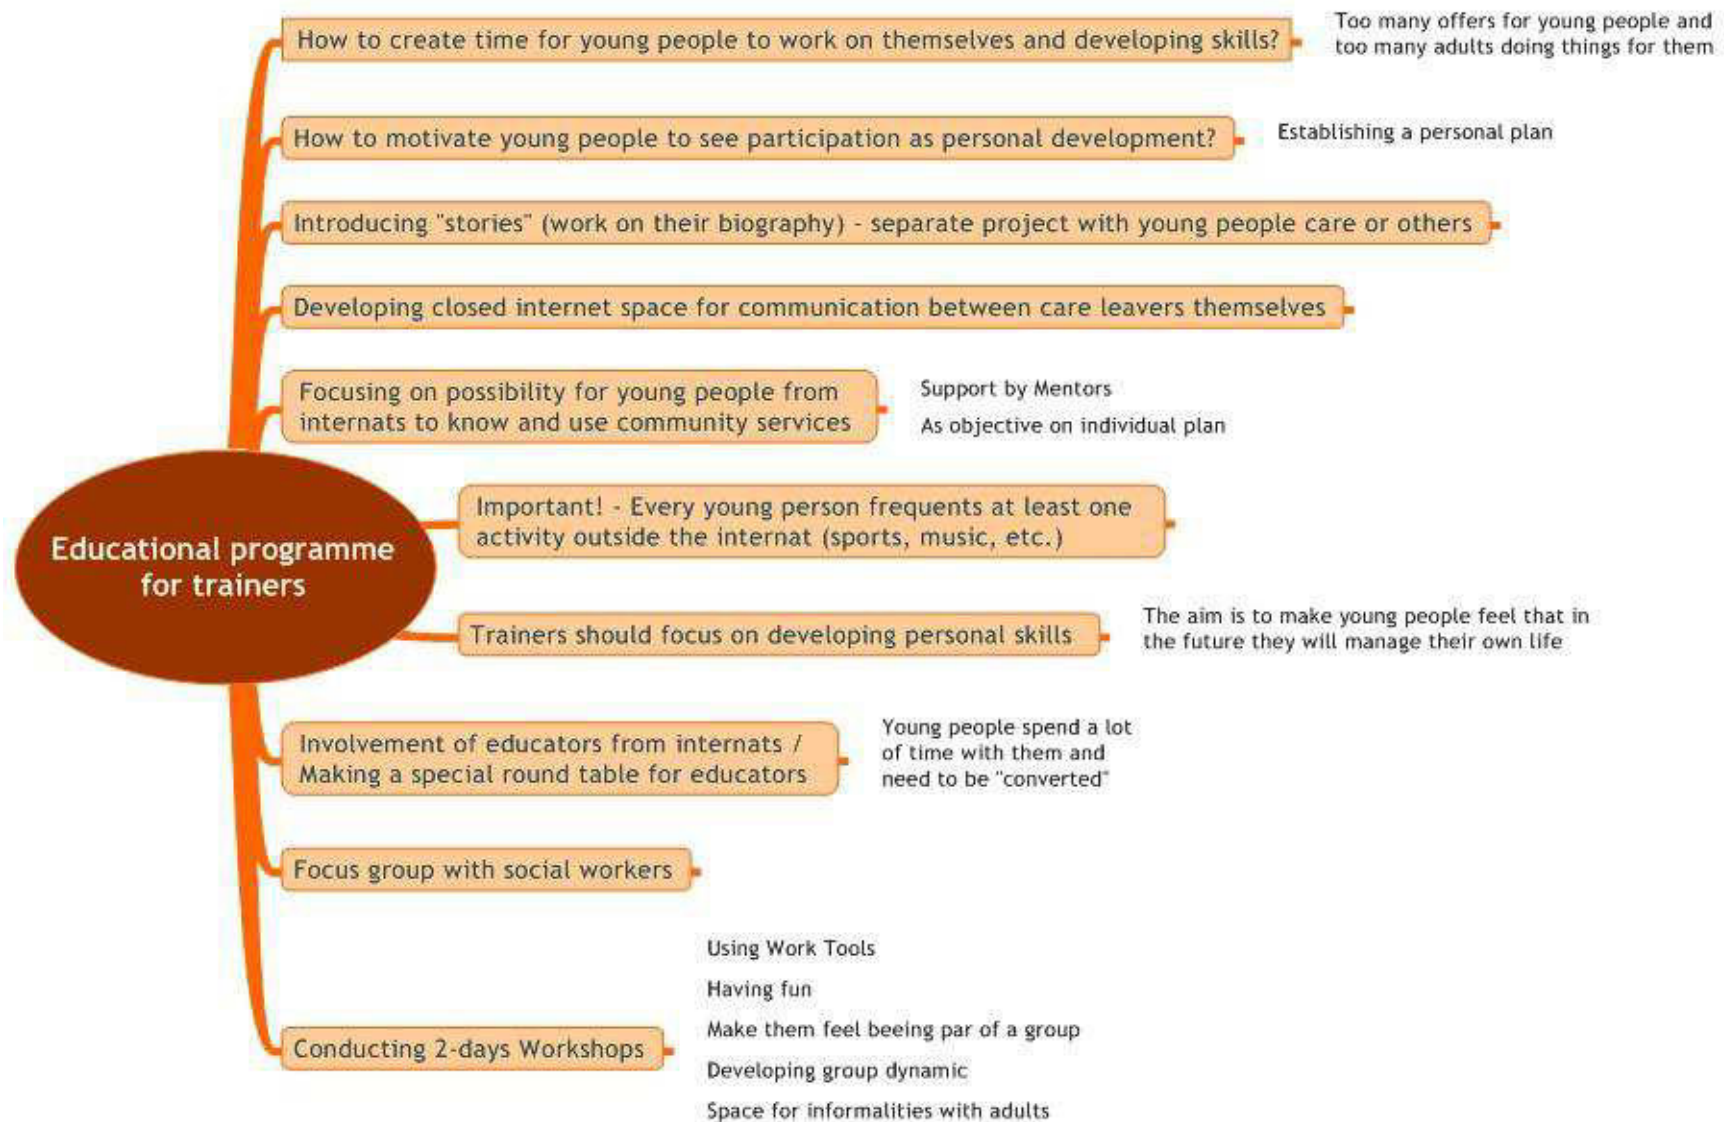 How to create time for young people to work on themselves and developing skills?
Too many offers for young people and
too many adults doing things for them
How to motivate young people to see participation as personal development?
Establishing a personal plan
Introducing "stories" (work on their biography) - separate project with young people care or others
Developing closed internet space for communication between care leavers themselves
Focusing on possibility for young people from
internats to know and use community services
Support by Mentors
As objective on individual plan
Important! - Every young person frequents at least one
activity outside the internat (sports, music, etc.)
Educational programme
for trainers
Trainers should focus on developing personal skills
The aim is to make young people feel that in
the future they will manage their own life
Involvement of educators from internats /
Making a special round table for educators
Young people spend a lot
of time with them and
need to be "converted"
Focus group with social workers
Conducting 2-days Workshops
Using Work Tools
Having fun
Make them feel beeing par of a group
Developing group dynamic
Space for informalities with adults